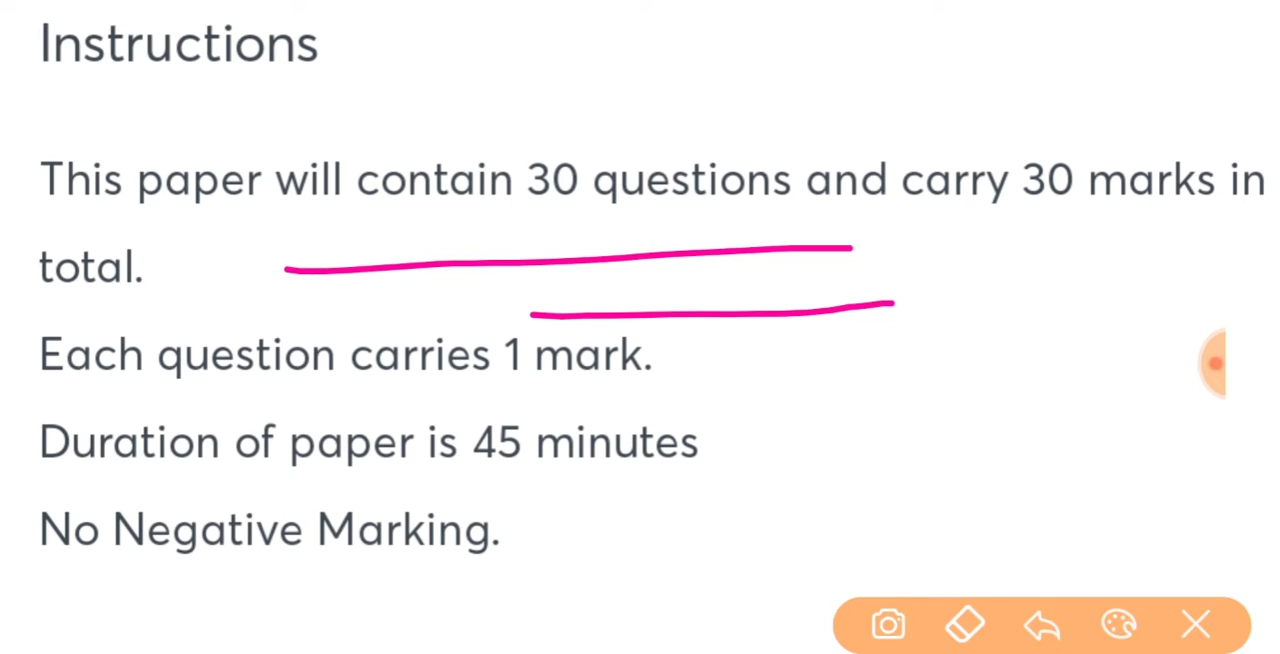 Instructions
This paper will contain 30 questions and carry 30 marks in
total.
Each question carries 1 mark.
Duration of paper is 45 minutes
No Negative Marking.